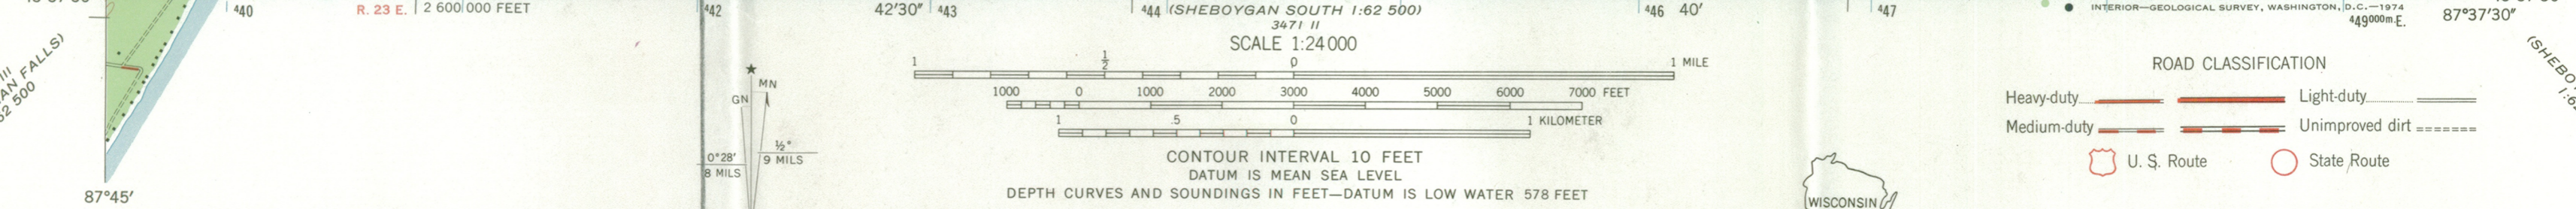 R. 23 E. 2 600 000 FEET
⁴40
⁴42
42'30"
⁴43
⁴44
(SHEBOYGAN SOUTH 1:62 500)
3471 II
⁴46
40'
⁴47
INTERIOR—GEOLOGICAL SURVEY, WASHINGTON, D.C.—1974
⁴49000m.E.
87°37'30"
III
AN FALLS)
62 500
87°45'
★
GN
MN
0°28'
8 MILS
½°
9 MILS
SCALE 1:24000
1 ½ 0 1 MILE
1000 0 1000 2000 3000 4000 5000 6000 7000 FEET
1 .5 0 1 KILOMETER
CONTOUR INTERVAL 10 FEET
DATUM IS MEAN SEA LEVEL
DEPTH CURVES AND SOUNDINGS IN FEET—DATUM IS LOW WATER 578 FEET
WISCONSIN
ROAD CLASSIFICATION
Heavy-duty Light-duty
Medium-duty Unimproved dirt
U. S. Route State Route
(SHEBO
1:6